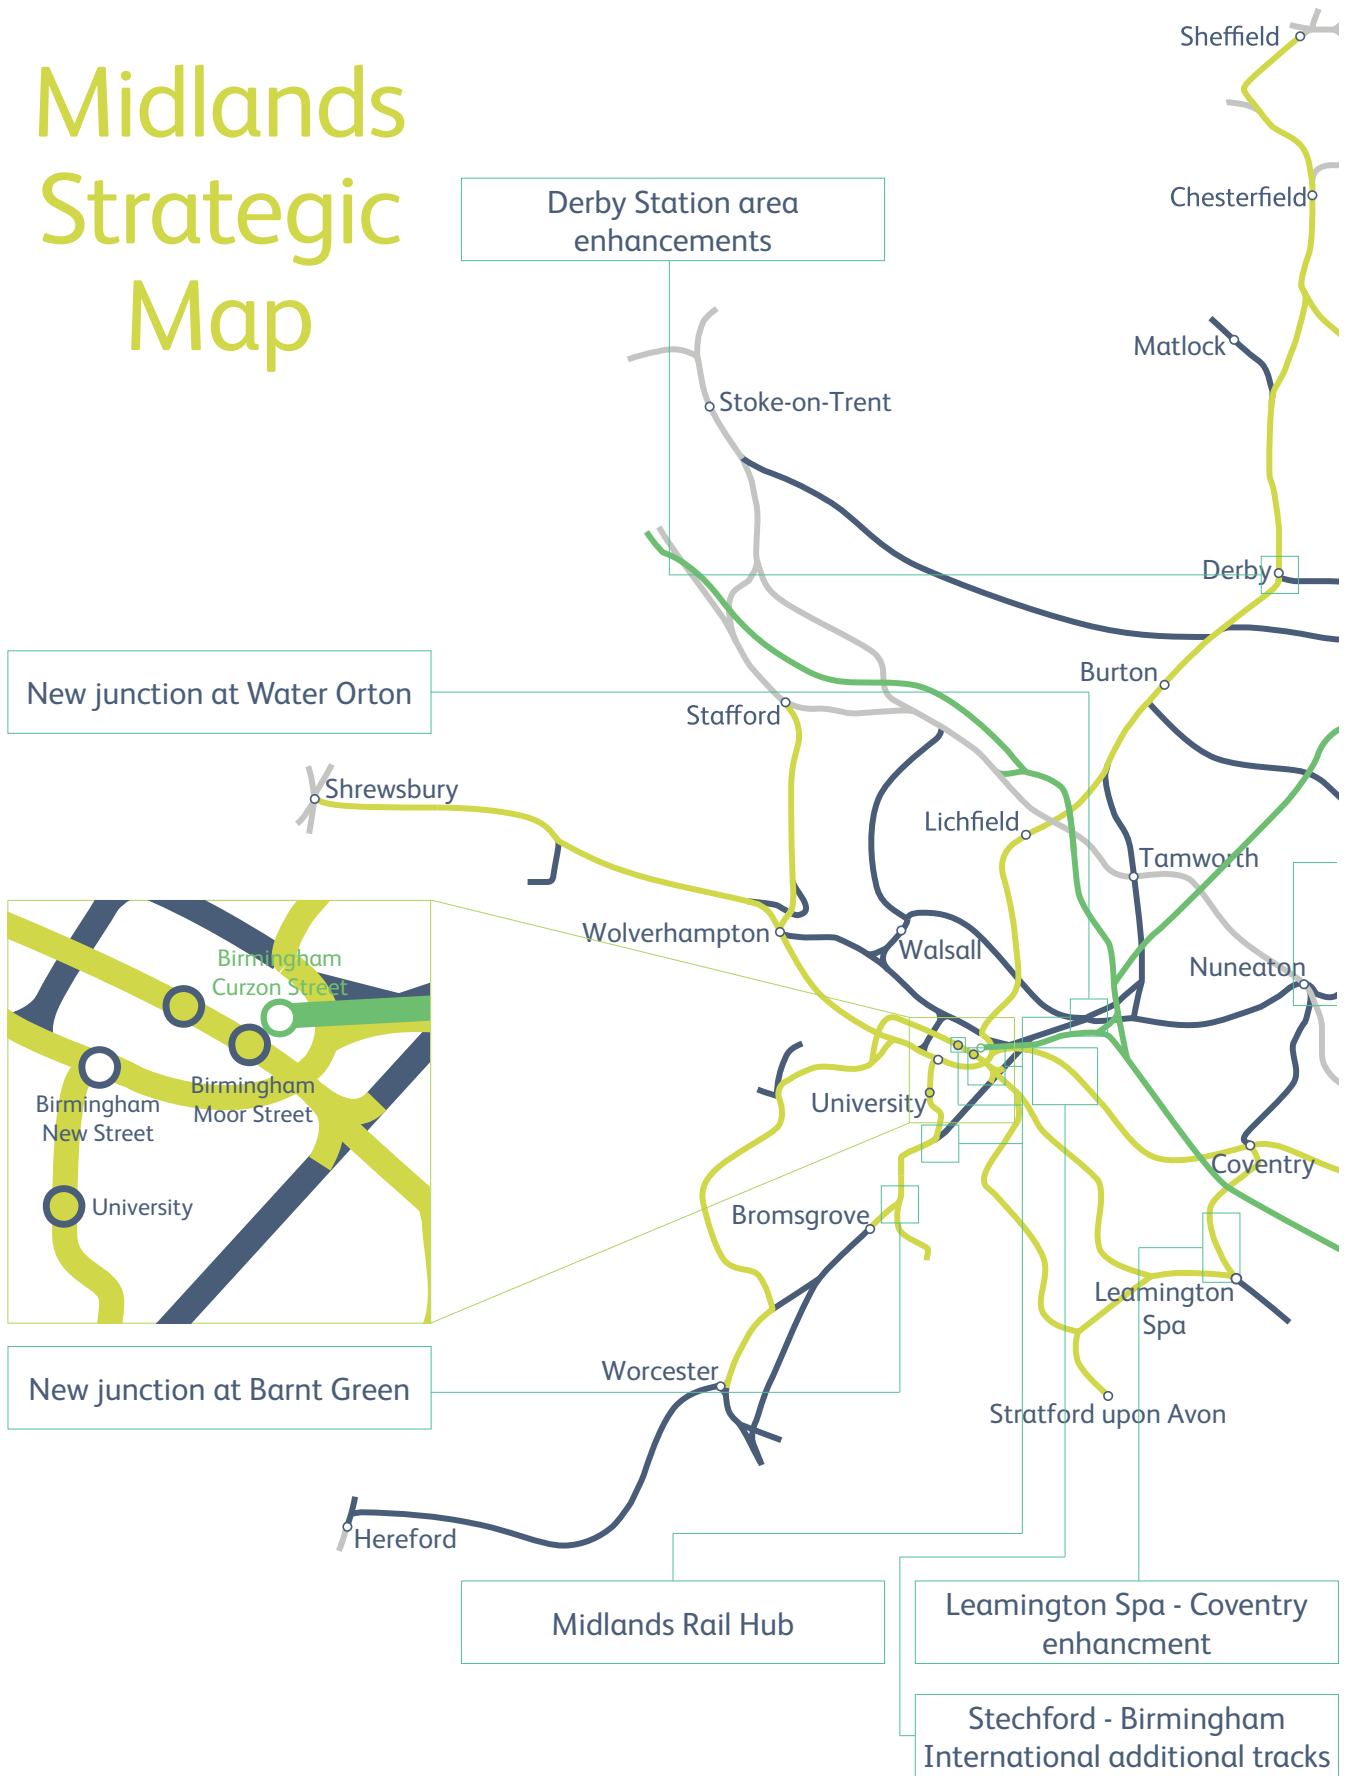 Midlands
Strategic
Map
Sheffield
Chesterfield
Derby Station area
enhancements
Matlock
Stoke-on-Trent
Derby
Burton
New junction at Water Orton
Stafford
Shrewsbury
Lichfield
Tamworth
Wolverhampton
Walsall
Nuneaton
Birmingham
Curzon Street
Birmingham
Moor Street
Birmingham
New Street
University
University
Coventry
Bromsgrove
Leamington
Spa
New junction at Barnt Green
Worcester
Stratford upon Avon
Hereford
Midlands Rail Hub
Leamington Spa - Coventry
enhancment
Stechford - Birmingham
International additional tracks